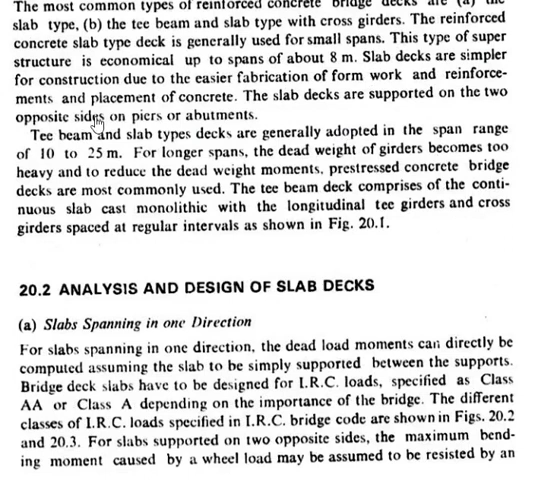 The most common types of reinforced concrete bridge decks are (a) the
slab type, (b) the tee beam and slab type with cross girders. The reinforced
concrete slab type deck is generally used for small spans. This type of super
structure is economical up to spans of about 8 m. Slab decks are simpler
for construction due to the easier fabrication of form work and reinforce-
ments and placement of concrete. The slab decks are supported on the two
opposite sides on piers or abutments.
Tee beam and slab types decks are generally adopted in the span range
of 10 to 25 m. For longer spans, the dead weight of girders becomes too
heavy and to reduce the dead weight moments, prestressed concrete bridge
decks are most commonly used. The tee beam deck comprises of the conti-
nuous slab cast monolithic with the longitudinal tee girders and cross
girders spaced at regular intervals as shown in Fig. 20.1.
20.2 ANALYSIS AND DESIGN OF SLAB DECKS
(a) Slabs Spanning in one Direction
For slabs spanning in one direction, the dead load moments can directly be
computed assuming the slab to be simply supported between the supports.
Bridge deck slabs have to be designed for I.R.C. loads, specified as Class
AA or Class A depending on the importance of the bridge. The different
classes of I.R.C. loads specified in I.R.C. bridge code are shown in Figs. 20.2
and 20.3. For slabs supported on two opposite sides, the maximum bend-
ing moment caused by a wheel load may be assumed to be resisted by an